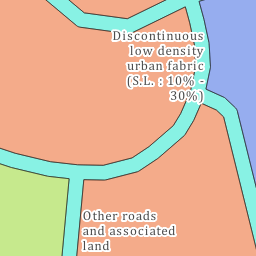 Discontinuous
low density
urban fabric
(S.L. : 10% -
30%)
Other roads
and associated
land